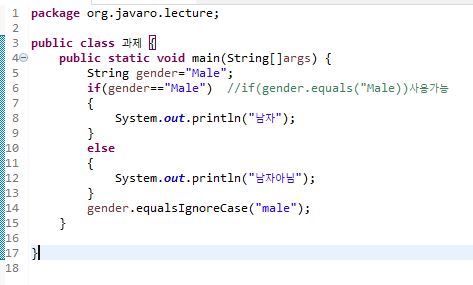 1 package org.javaro.lecture;
2
3 public class 과제 {
4 public static void main(String[]args) {
5 String gender="Male";
6 if(gender=="Male") //if(gender.equals("Male))사용가능
7 {
8 System.out.println("남자");
9 }
10 else
11 {
12 System.out.println("남자아님");
13 }
14 gender.equalsIgnoreCase("male");
15 }
16
17 }
18